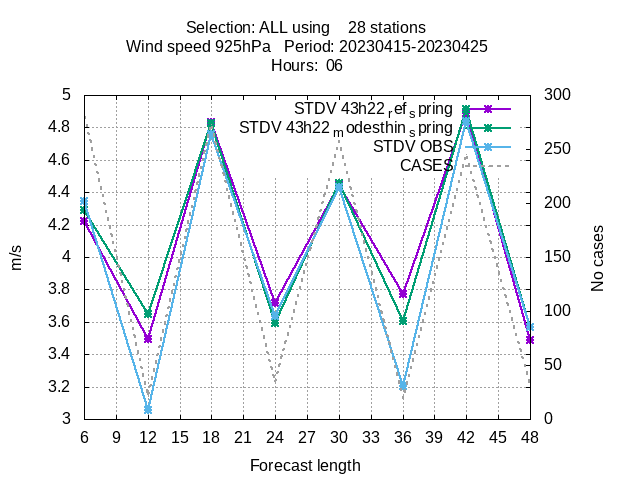 Selection: ALL using 28 stations
Wind speed 925hPa Period: 20230415-20230425
Hours: 06
STDV 43h22_ref_spring
STDV 43h22_modesthin_spring
STDV OBS
CASES
5
4.8
4.6
4.4
4.2
4
3.8
3.6
3.4
3.2
3
m/s
300
250
200
150
100
50
0
No cases
6 9 12 15 18 21 24 27 30 33 36 39 42 45 48
Forecast length